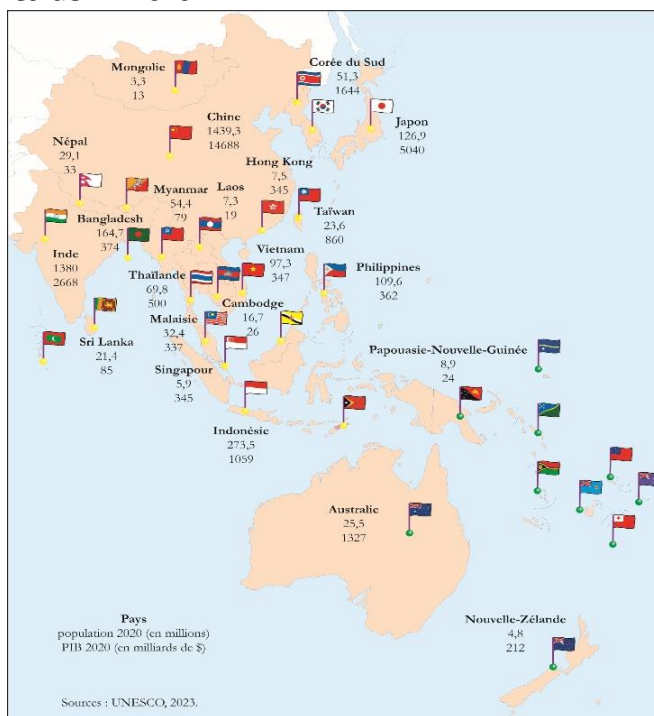 Mongolie
3,3
13
Corée du Sud
51,3
1644
Chine
1439,3
14688
Japon
126,9
5040
Népal
29,1
33
Hong Kong
7,5
345
Myanmar
54,4
79
Laos
7,3
19
Taïwan
23,6
860
Bangladesh
164,7
374
Inde
1380
2668
Vietnam
97,3
347
Philippines
109,6
362
Thaïlande
69,8
500
Cambodge
16,7
26
Malaisie
32,4
337
Sri Lanka
21,4
85
Singapour
5,9
345
Papouasie-Nouvelle-Guinée
8,9
24
Indonésie
273,5
1059
Australie
25,5
1327
Nouvelle-Zélande
4,8
212
Pays
population 2020 (en millions)
PIB 2020 (en milliards de $)
Sources : UNESCO, 2023.